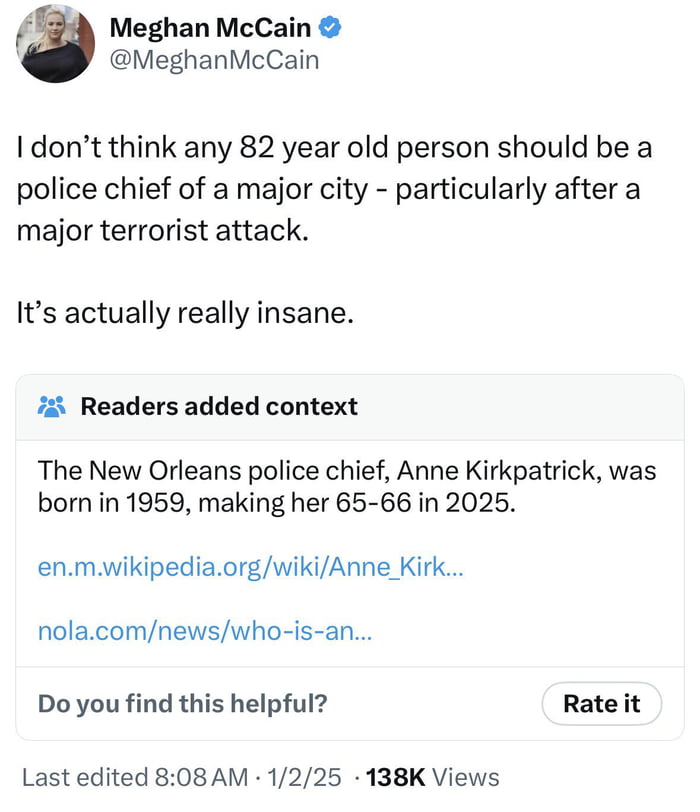 Meghan McCain
@MeghanMcCain
I don’t think any 82 year old person should be a
police chief of a major city - particularly after a
major terrorist attack.
It’s actually really insane.
Readers added context
The New Orleans police chief, Anne Kirkpatrick, was
born in 1959, making her 65-66 in 2025.
en.m.wikipedia.org/wiki/Anne_Kirk...
nola.com/news/who-is-an...
Do you find this helpful?
Rate it
Last edited 8:08 AM · 1/2/25 · 138K Views